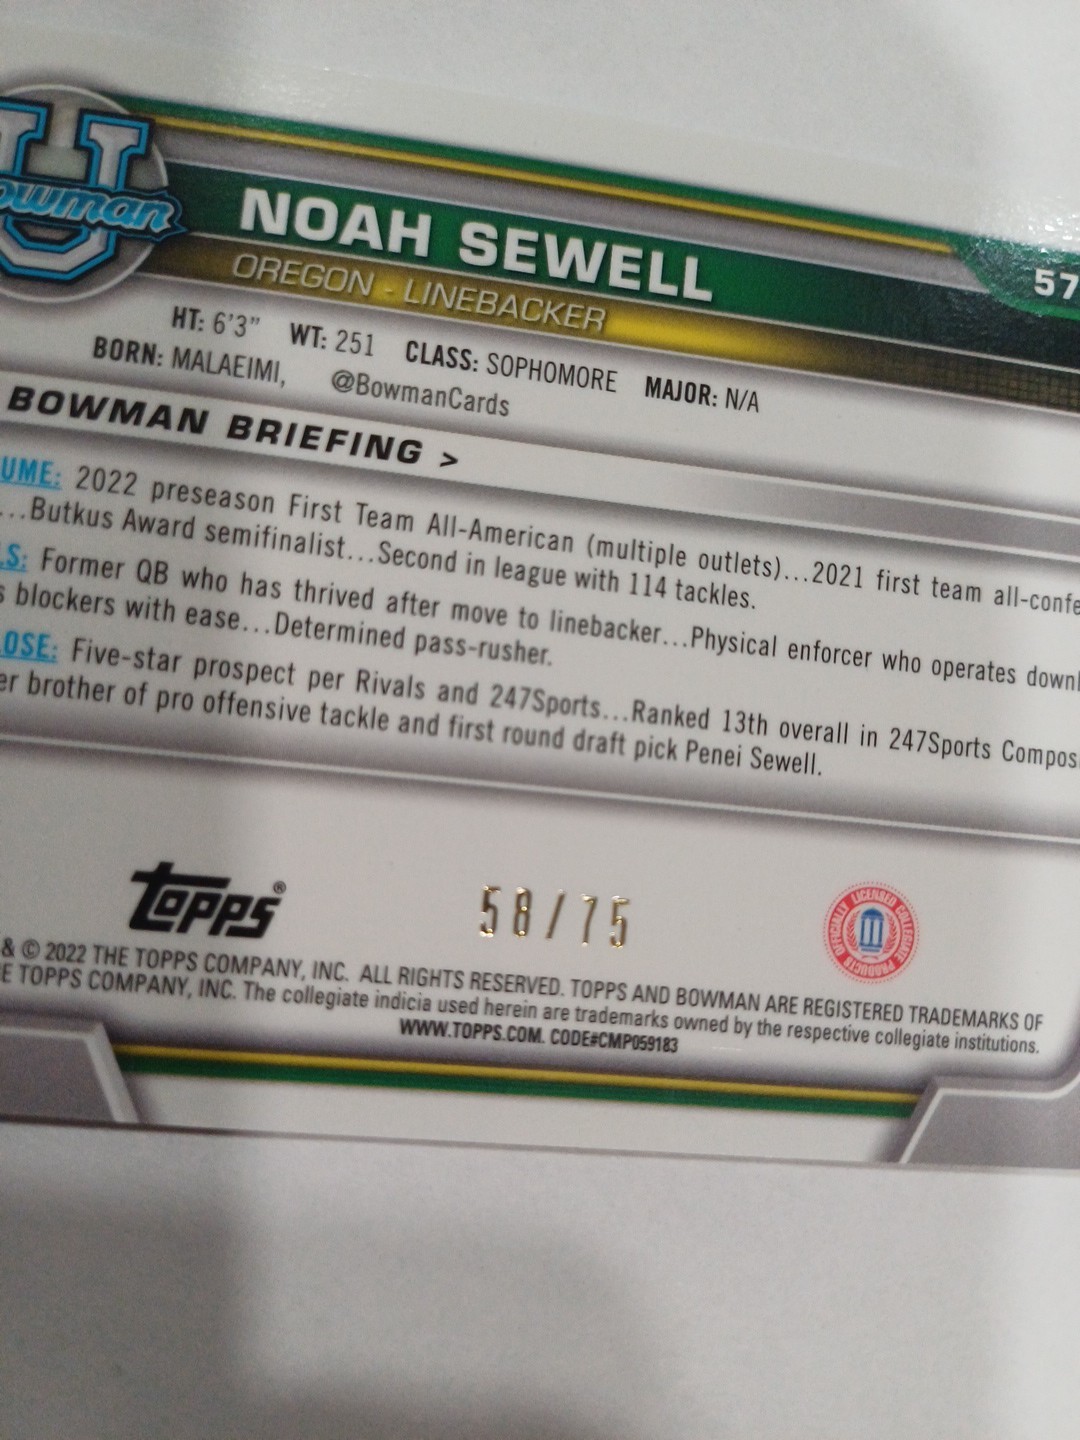 U
Bowman
NOAH SEWELL
57
OREGON - LINEBACKER
HT: 6'3" WT: 251 CLASS: SOPHOMORE MAJOR: N/A
BORN: MALAEIMI, @BowmanCards
BOWMAN BRIEFING >
UME: 2022 preseason First Team All-American (multiple outlets)...2021 first team all-confe
...Butkus Award semifinalist...Second in league with 114 tackles.
LS: Former QB who has thrived after move to linebacker...Physical enforcer who operates down
s blockers with ease...Determined pass-rusher.
OSE: Five-star prospect per Rivals and 247Sports...Ranked 13th overall in 247Sports Compos
er brother of pro offensive tackle and first round draft pick Penei Sewell.
Topps®
58/75
OFFICIALLY LICENSED COLLEGIATE PRODUCTS
& © 2022 THE TOPPS COMPANY, INC. ALL RIGHTS RESERVED. TOPPS AND BOWMAN ARE REGISTERED TRADEMARKS OF
E TOPPS COMPANY, INC. The collegiate indicia used herein are trademarks owned by the respective collegiate institutions.
WWW.TOPPS.COM. CODE#CMP059183